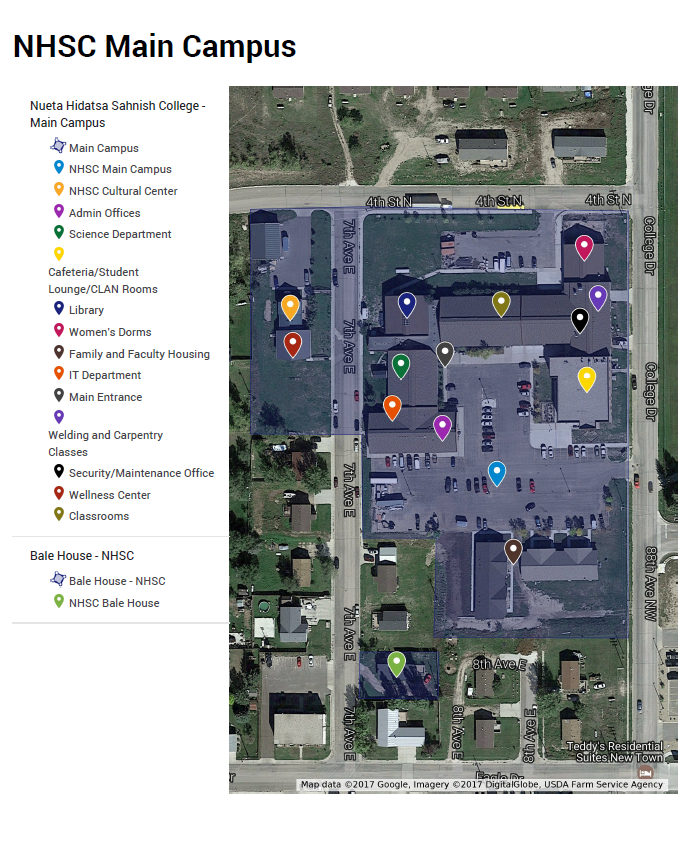 NHSC Main Campus
Nueta Hidatsa Sahnish College -
Main Campus
Main Campus
NHSC Main Campus
NHSC Cultural Center
Admin Offices
Science Department
Cafeteria/Student
Lounge/CLAN Rooms
Library
Women's Dorms
Family and Faculty Housing
IT Department
Main Entrance
Welding and Carpentry
Classes
Security/Maintenance Office
Wellness Center
Classrooms
Bale House - NHSC
Bale House - NHSC
NHSC Bale House
ge Dr
4th St N
4th St N
4th St N
7th Ave E
College Dr
7th Ave E
College Dr
7th Ave E
88th Ave NW
7th Ave E
8th Ave E
7th Ave E
8th Ave E
8th Ave E
Teddy's Residential
Suites New Town
Eagle Dr
r
Map data ©2017 Google, Imagery ©2017 DigitalGlobe, USDA Farm Service Agency